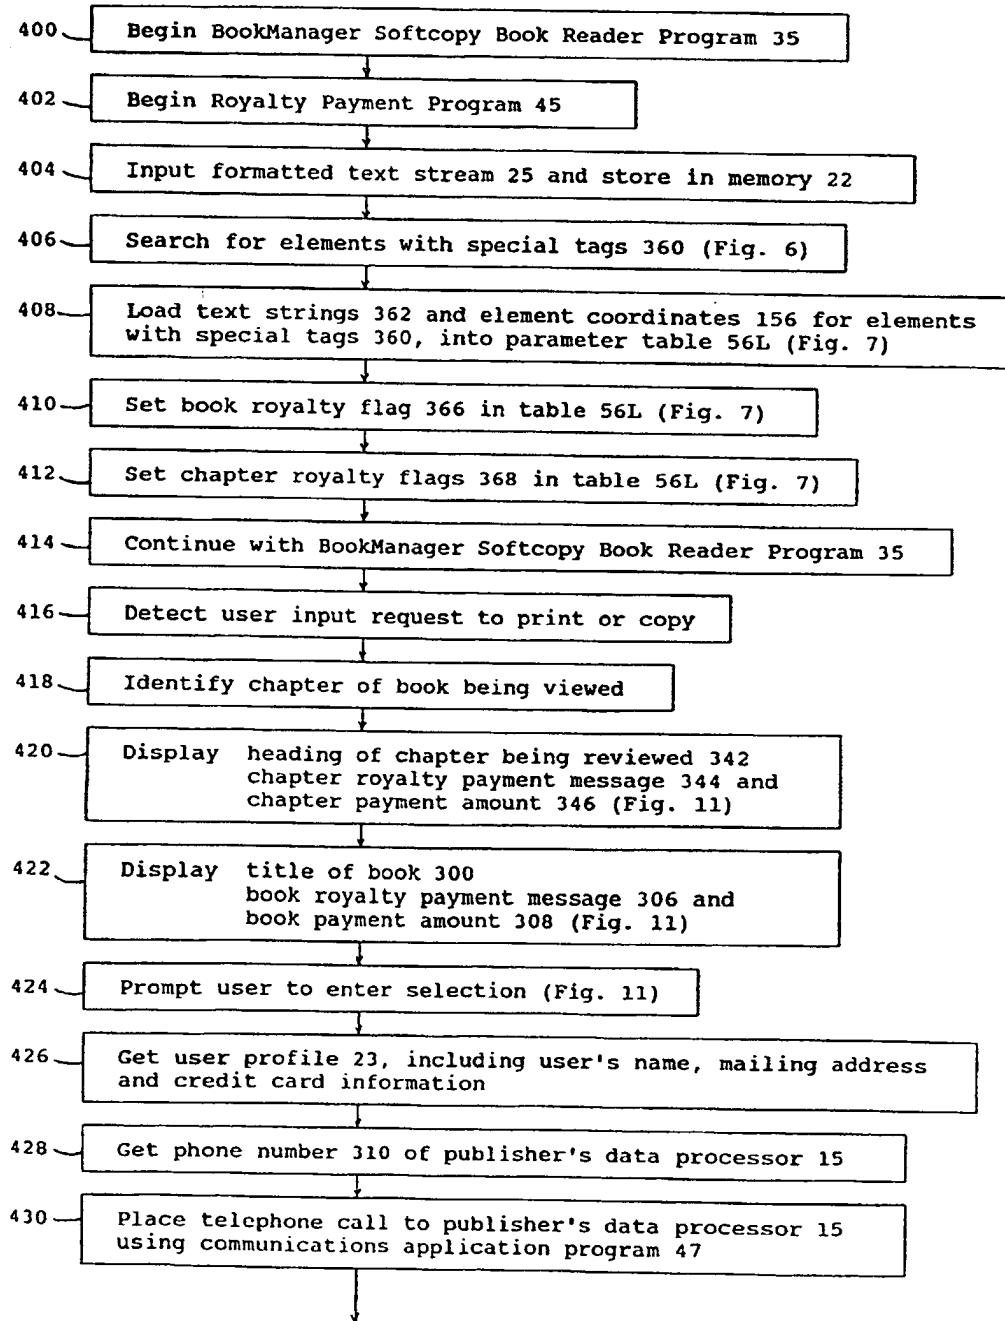 400 Begin BookManager Softcopy Book Reader Program 35
402 Begin Royalty Payment Program 45
404 Input formatted text stream 25 and store in memory 22
406 Search for elements with special tags 360 (Fig. 6)
408 Load text strings 362 and element coordinates 156 for elements
with special tags 360, into parameter table 56L (Fig. 7)
410 Set book royalty flag 366 in table 56L (Fig. 7)
412 Set chapter royalty flags 368 in table 56L (Fig. 7)
414 Continue with BookManager Softcopy Book Reader Program 35
416 Detect user input request to print or copy
418 Identify chapter of book being viewed
420 Display heading of chapter being reviewed 342
chapter royalty payment message 344 and
chapter payment amount 346 (Fig. 11)
422 Display title of book 300
book royalty payment message 306 and
book payment amount 308 (Fig. 11)
424 Prompt user to enter selection (Fig. 11)
426 Get user profile 23, including user's name, mailing address
and credit card information
428 Get phone number 310 of publisher's data processor 15
430 Place telephone call to publisher's data processor 15
using communications application program 47